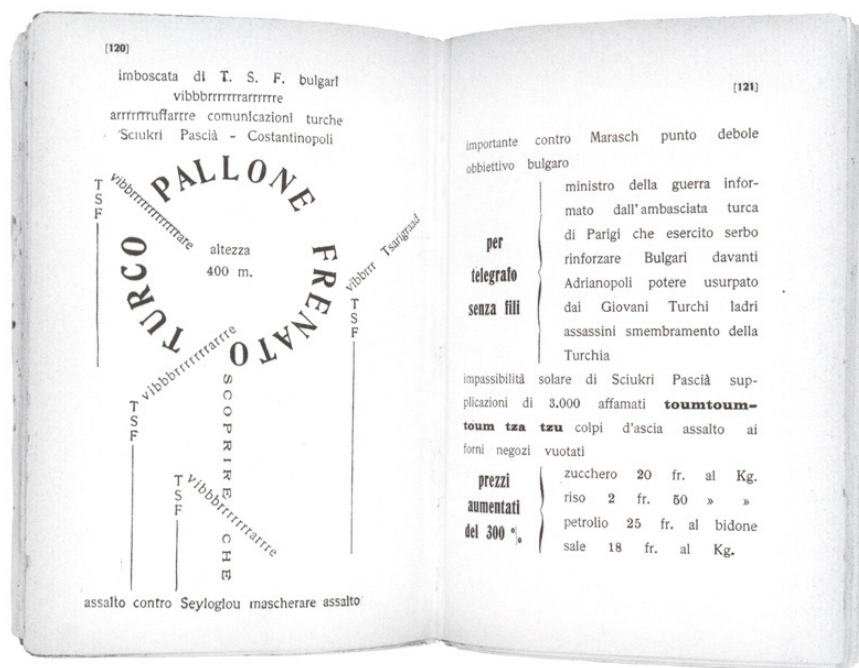 [120]
imboscata di T. S. F. bulgari
vibbbrrrrrrrarrrrrre
arrrrrrruffarrre comunicazioni turche
Sciukri Pascià - Costantinopoli
TSF
vibbbrrrrrrrrrrrrrare
TURCO PALLONE FRENATO
altezza
400 m.
vibbrrr Tsarigraad
TSF
vibbbrrrrrrrarrre
TSF
SCOPRIRE CHE
TSF
vibbbrrrrrrrarrre
assalto contro Seyloglou mascherare assalto
[121]
importante contro Marasch punto debole
obbiettivo bulgaro
per
telegrafo
senza fili
ministro della guerra infor-
mato dall'ambasciata turca
di Parigi che esercito serbo
rinforzare Bulgari davanti
Adrianopoli potere usurpato
dai Giovani Turchi ladri
assassini smembramento della
Turchia
impassibilità solare di Sciukri Pascià sup-
plicazioni di 3.000 affamati toumtoum-
toum tza tzu colpi d'ascia assalto ai
forni negozi vuotati
prezzi
aumentati
del 300 %
zucchero 20 fr. al Kg.
riso 2 fr. 50 » »
petrolio 25 fr. al bidone
sale 18 fr. al Kg.